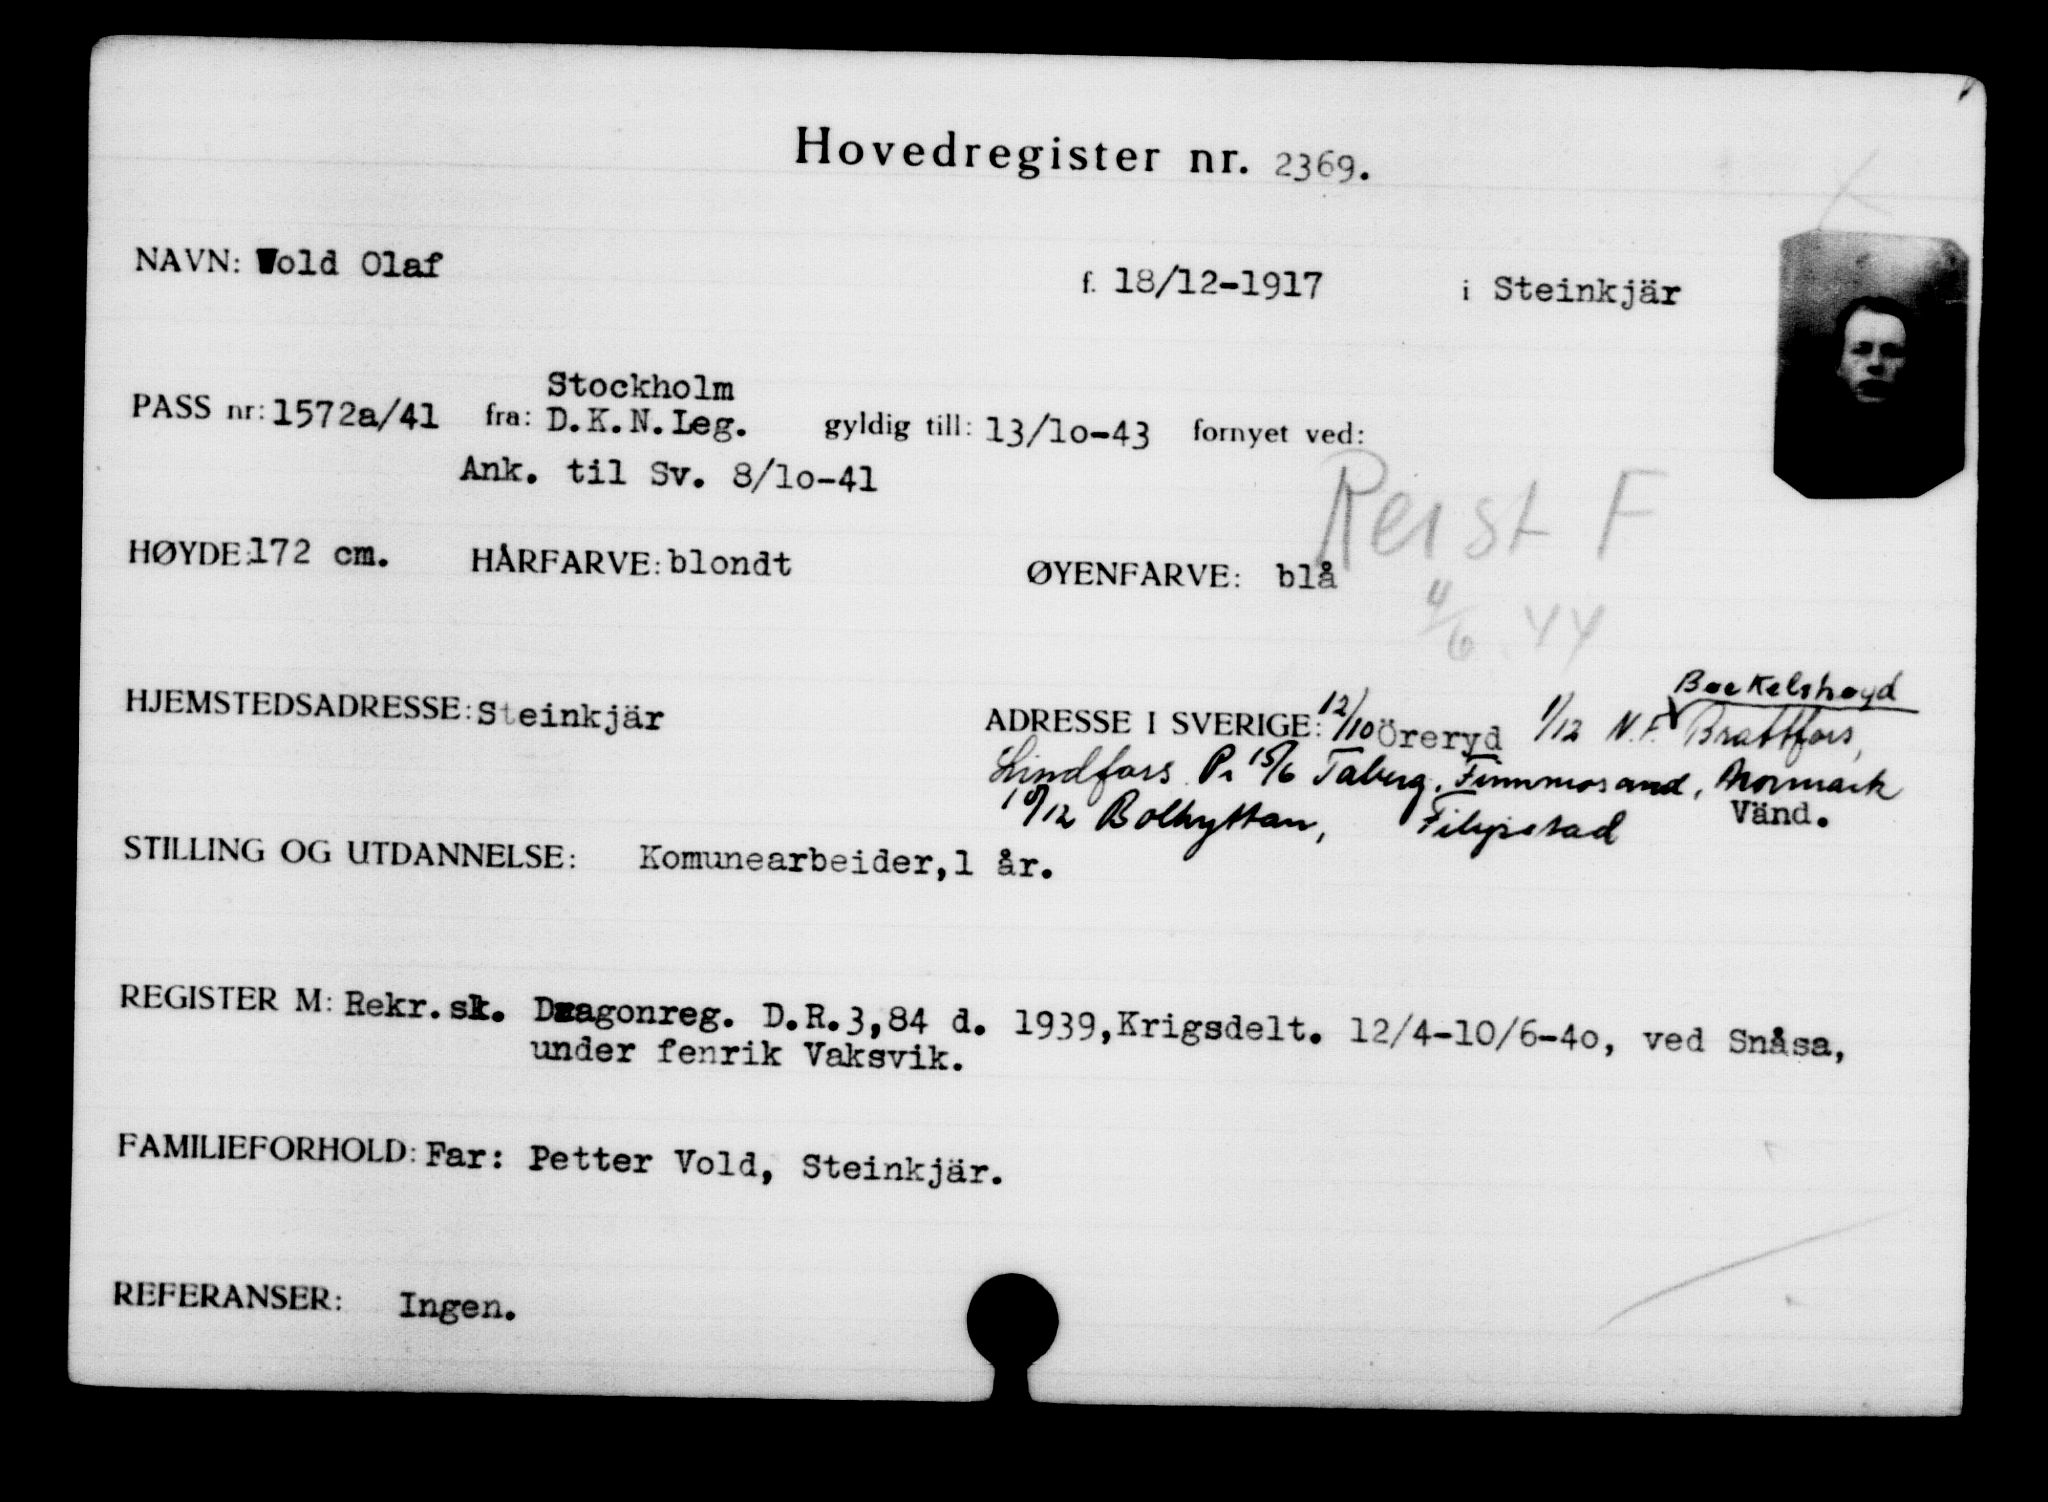 Hovedregister nr. 2369.
NAVN: Vold Olaf f. 18/12-1917 i Steinkjär
Stockholm
PASS nr: 1572a/41 fra: D.K.N.Leg. gyldig till: 13/1o-43 fornyet ved:
Ank. til Sv. 8/1o-41
Reist F
HØYDE: 172 cm. HÅRFARVE: blondt ØYENFARVE: blå
4/6 44
HJEMSTEDSADRESSE: Steinkjär
ADRESSE I SVERIGE: 12/10 Öreryd 1/12 N.F. Brattfors,
Lindfors Pr 15/6 Taberg. Finnmosand, Normark
10/12 Bolhyttan, Filipstad Vänd.
STILLING OG UTDANNELSE: Komunearbeider,1 år.
REGISTER M: Rekr.sk. Dragonreg. D.R.3,84 d. 1939,Krigsdelt. 12/4-10/6-4o, ved Snåsa,
under fenrik Vaksvik.
FAMILIEFORHOLD: Far: Petter Vold, Steinkjär.
REFERANSER: Ingen.